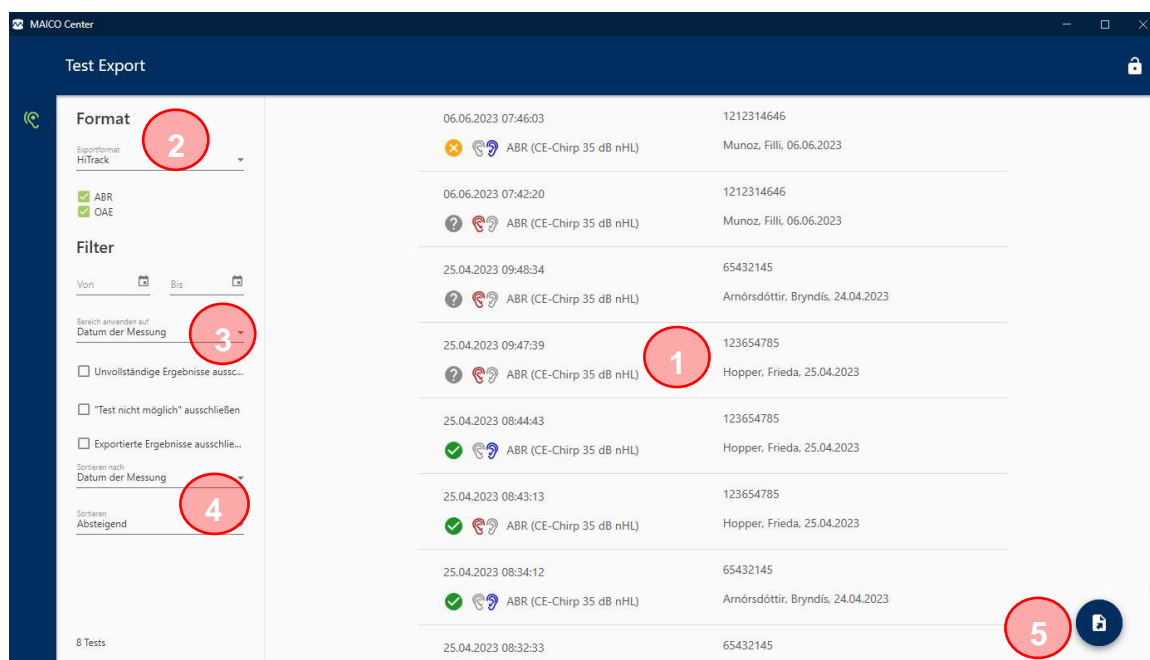 MAICO Center
Test Export
Format
2
Exportformat
HiTrack
ABR
OAE
Filter
Von
Bis
Bereich anwenden auf
Datum der Messung
3
Unvollständige Ergebnisse aussc...
"Test nicht möglich" ausschließen
Exportierte Ergebnisse ausschlie...
Sortieren nach
Datum der Messung
4
Sortieren
Absteigend
8 Tests
06.06.2023 07:46:03
1212314646
ABR (CE-Chirp 35 dB nHL)
Munoz, Filli, 06.06.2023
06.06.2023 07:42:20
1212314646
ABR (CE-Chirp 35 dB nHL)
Munoz, Filli, 06.06.2023
25.04.2023 09:48:34
65432145
ABR (CE-Chirp 35 dB nHL)
Arnórsdóttir, Bryndís, 24.04.2023
25.04.2023 09:47:39
123654785
1
ABR (CE-Chirp 35 dB nHL)
Hopper, Frieda, 25.04.2023
25.04.2023 08:44:43
123654785
ABR (CE-Chirp 35 dB nHL)
Hopper, Frieda, 25.04.2023
25.04.2023 08:43:13
123654785
ABR (CE-Chirp 35 dB nHL)
Hopper, Frieda, 25.04.2023
25.04.2023 08:34:12
65432145
ABR (CE-Chirp 35 dB nHL)
Arnórsdóttir, Bryndís, 24.04.2023
25.04.2023 08:32:33
65432145
5